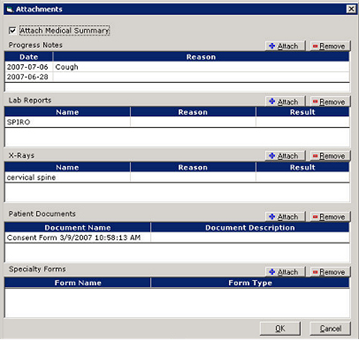 Attachments
Attach Medical Summary
Progress Notes Attach Remove
Date Reason
2007-07-06 Cough
2007-06-28
Lab Reports Attach Remove
Name Reason Result
SPIRO
X-Rays Attach Remove
Name Reason Result
cervical spine
Patient Documents Attach Remove
Document Name Document Description
Consent Form 3/9/2007 10:58:13 AM
Specialty Forms Attach Remove
Form Name Form Type
OK Cancel